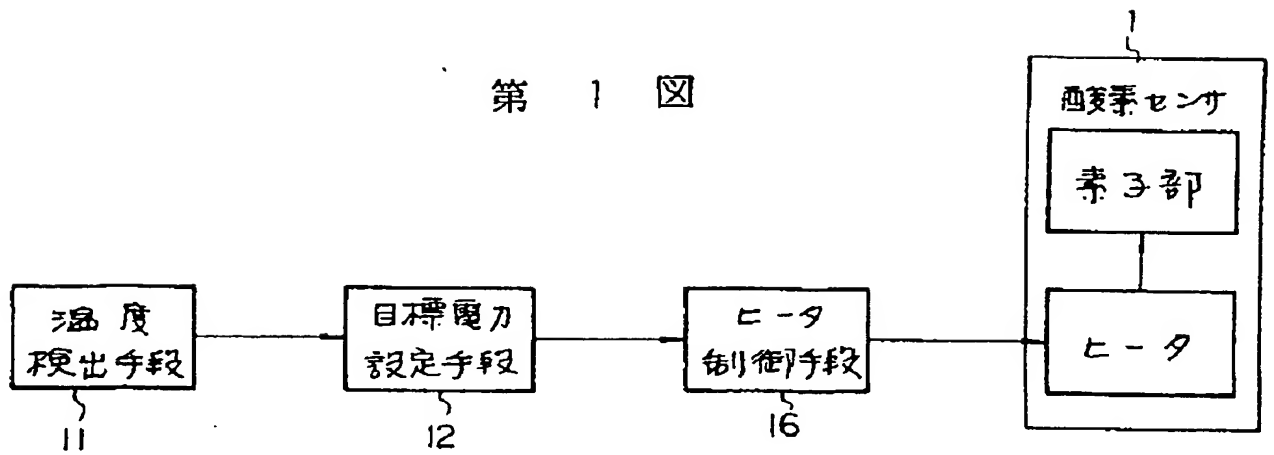 第 1 図
1
酸素センサ
素子部
ヒータ
温度
検出手段
11
目標電力
設定手段
12
ヒータ
制御手段
16